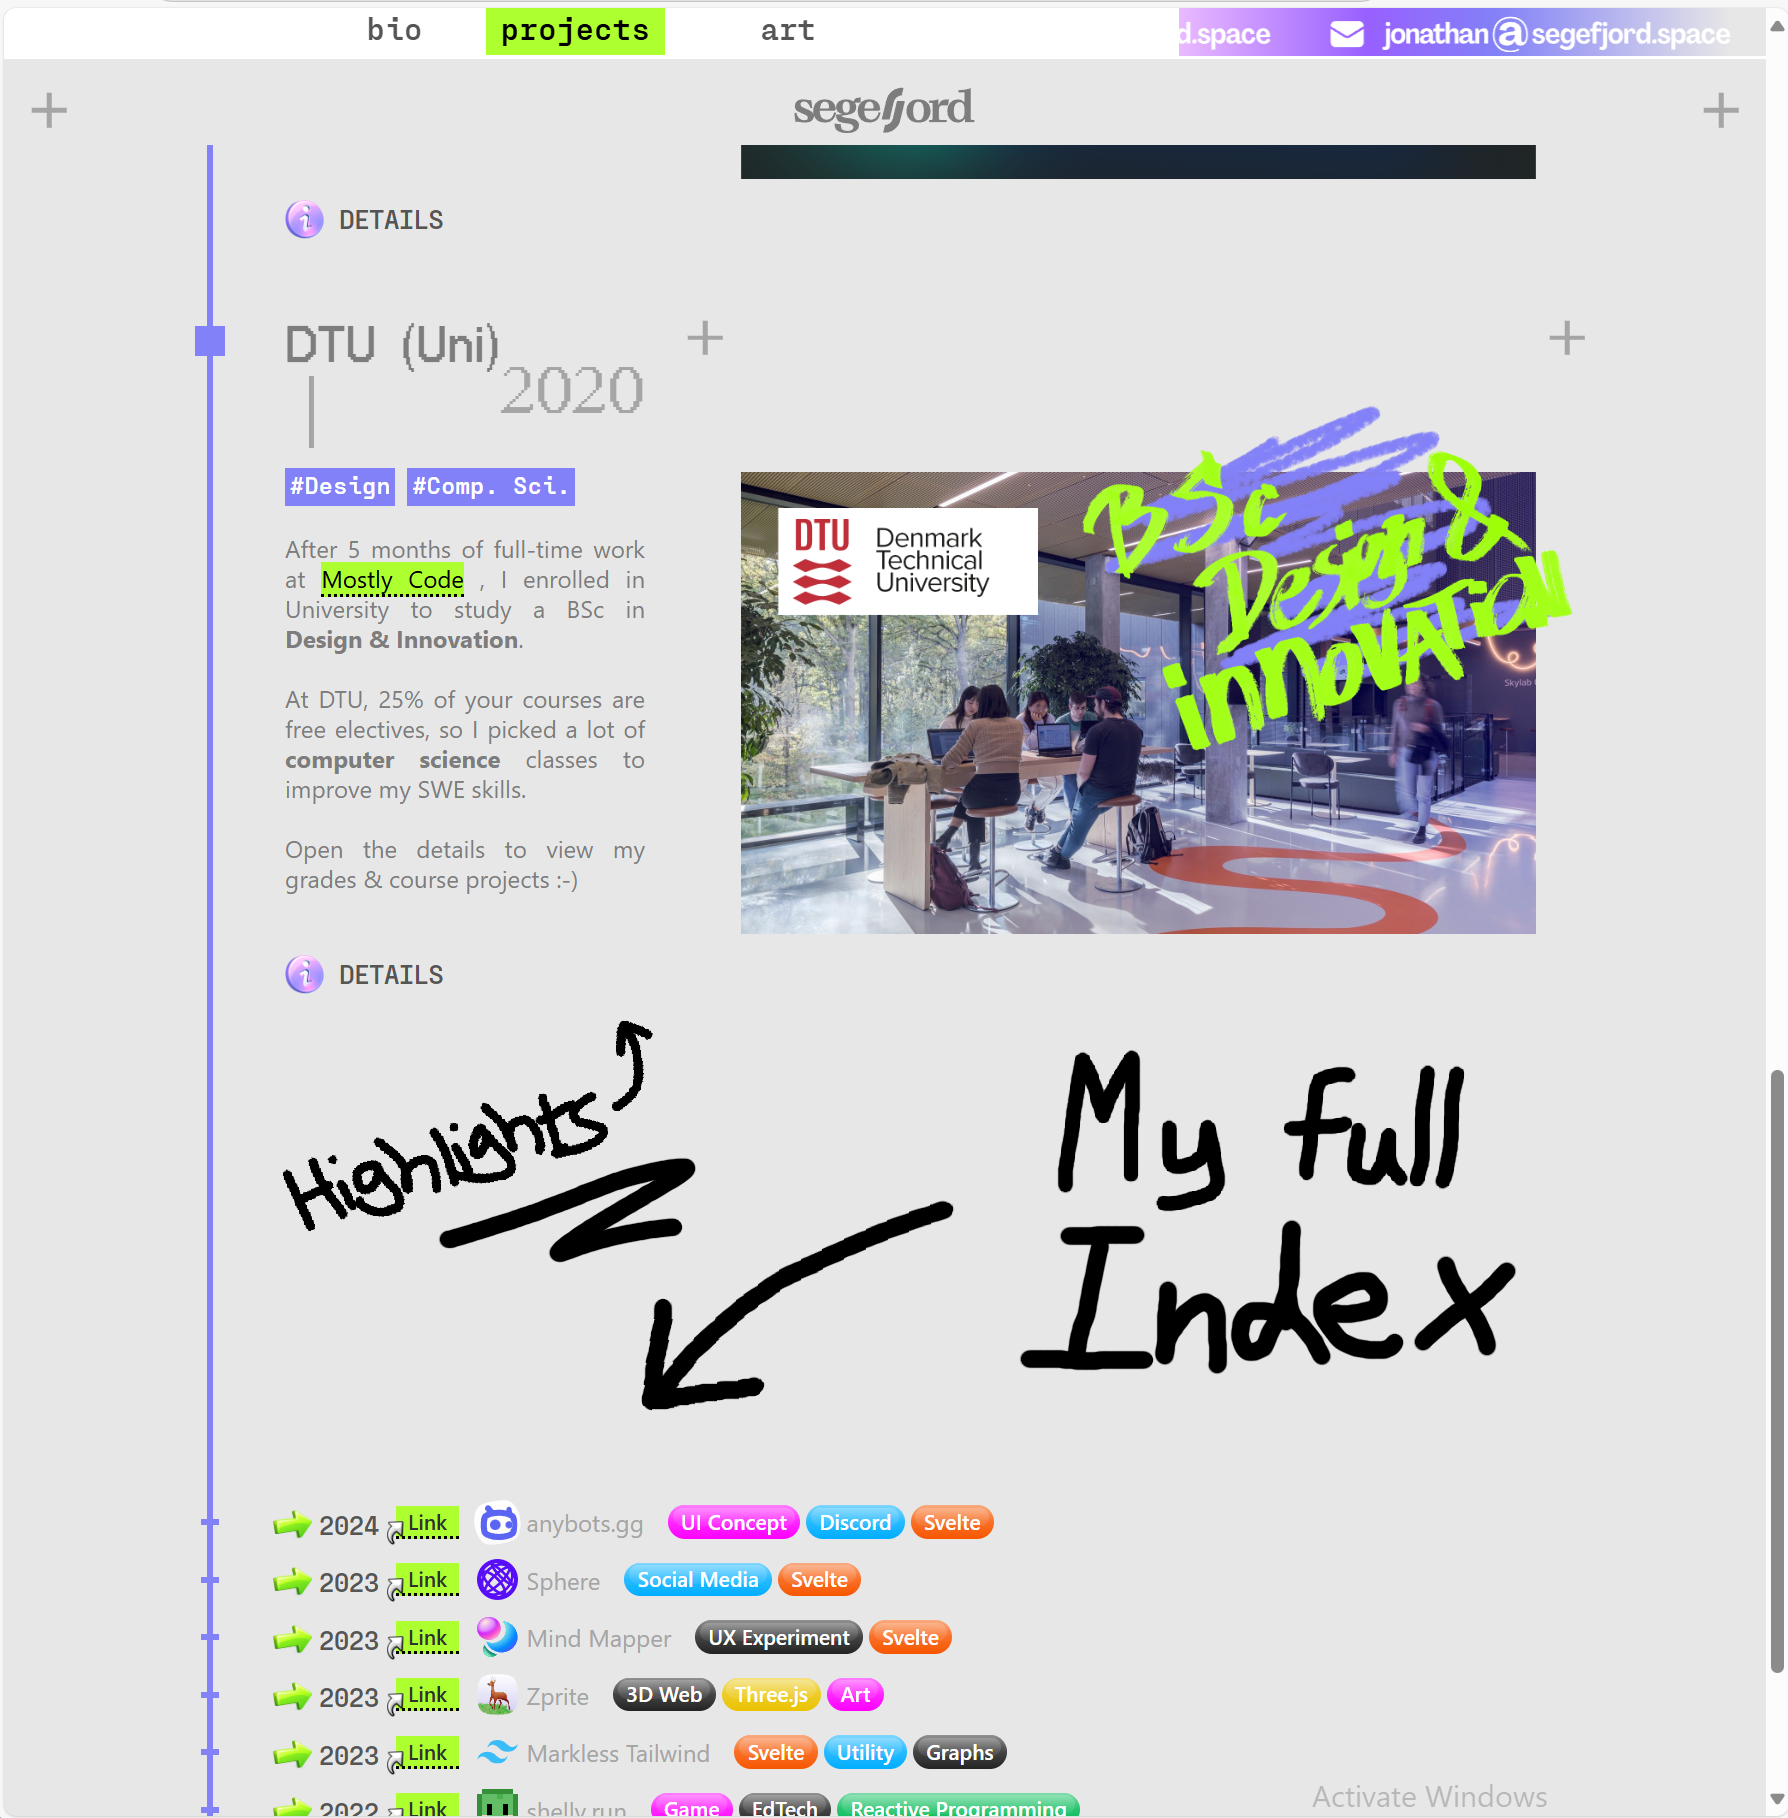 bio
projects
art
d.space
jonathan@segefjord.space
segefjord
DETAILS
DTU (Uni)
2020
#Design #Comp. Sci.
After 5 months of full-time work
at Mostly Code , I enrolled in
University to study a BSc in
Design & Innovation.
At DTU, 25% of your courses are
free electives, so I picked a lot of
computer science classes to
improve my SWE skills.
Open the details to view my
grades & course projects :-)
DTU
Denmark
Technical
University
BSc
Design &
innovation
Skylab
DETAILS
Highlights
My full
Index
2024 Link anybots.gg UI Concept Discord Svelte
2023 Link Sphere Social Media Svelte
2023 Link Mind Mapper UX Experiment Svelte
2023 Link Zprite 3D Web Three.js Art
2023 Link Markless Tailwind Svelte Utility Graphs
2022 Link shelly.run Game EdTech Reactive Programming
Activate Windows